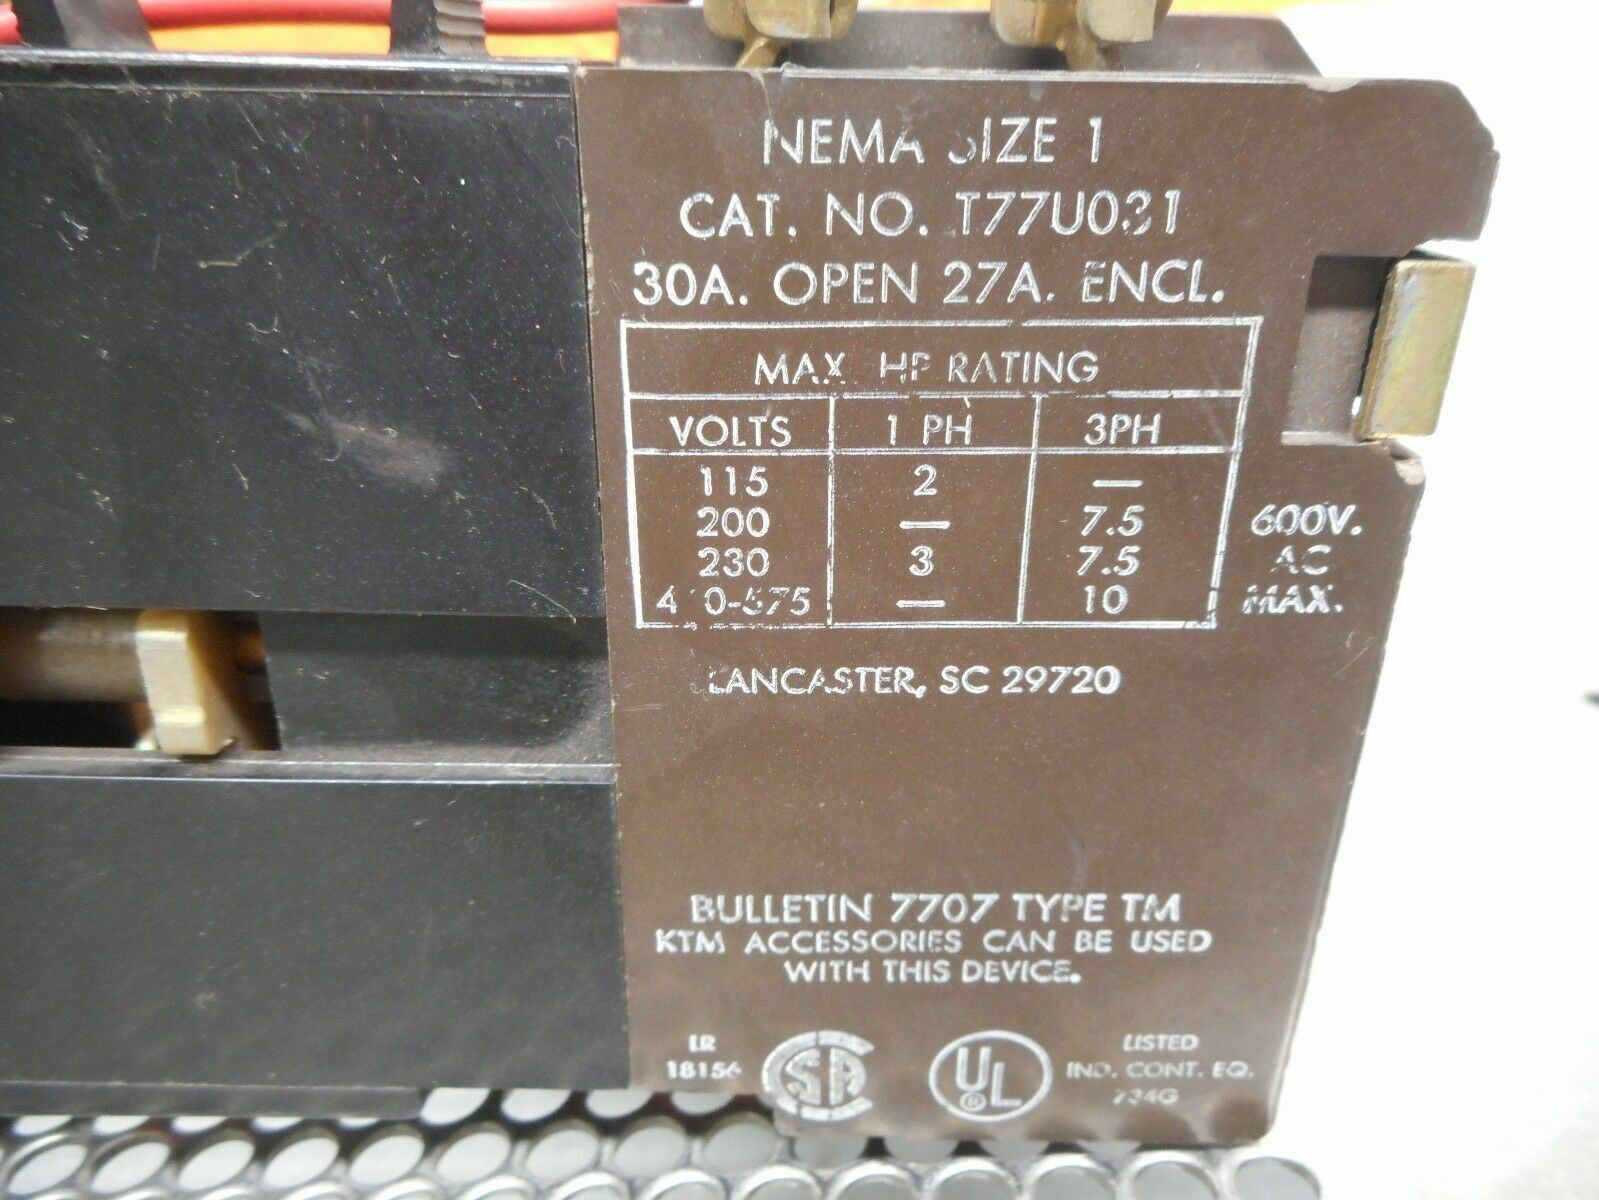 NEMA SIZE 1
CAT. NO. T77U031
30A. OPEN 27A. ENCL.
MAX. HP RATING
VOLTS 1 PH 3PH
115 2 —
200 — 7.5
230 3 7.5
— 10
600V.
AC
MAX.
LANCASTER, SC 29720
BULLETIN 7707 TYPE TM
KTM ACCESSORIES CAN BE USED
WITH THIS DEVICE.
LR
18156
SA
UL
LISTED
IND. CONT. EQ.
734G